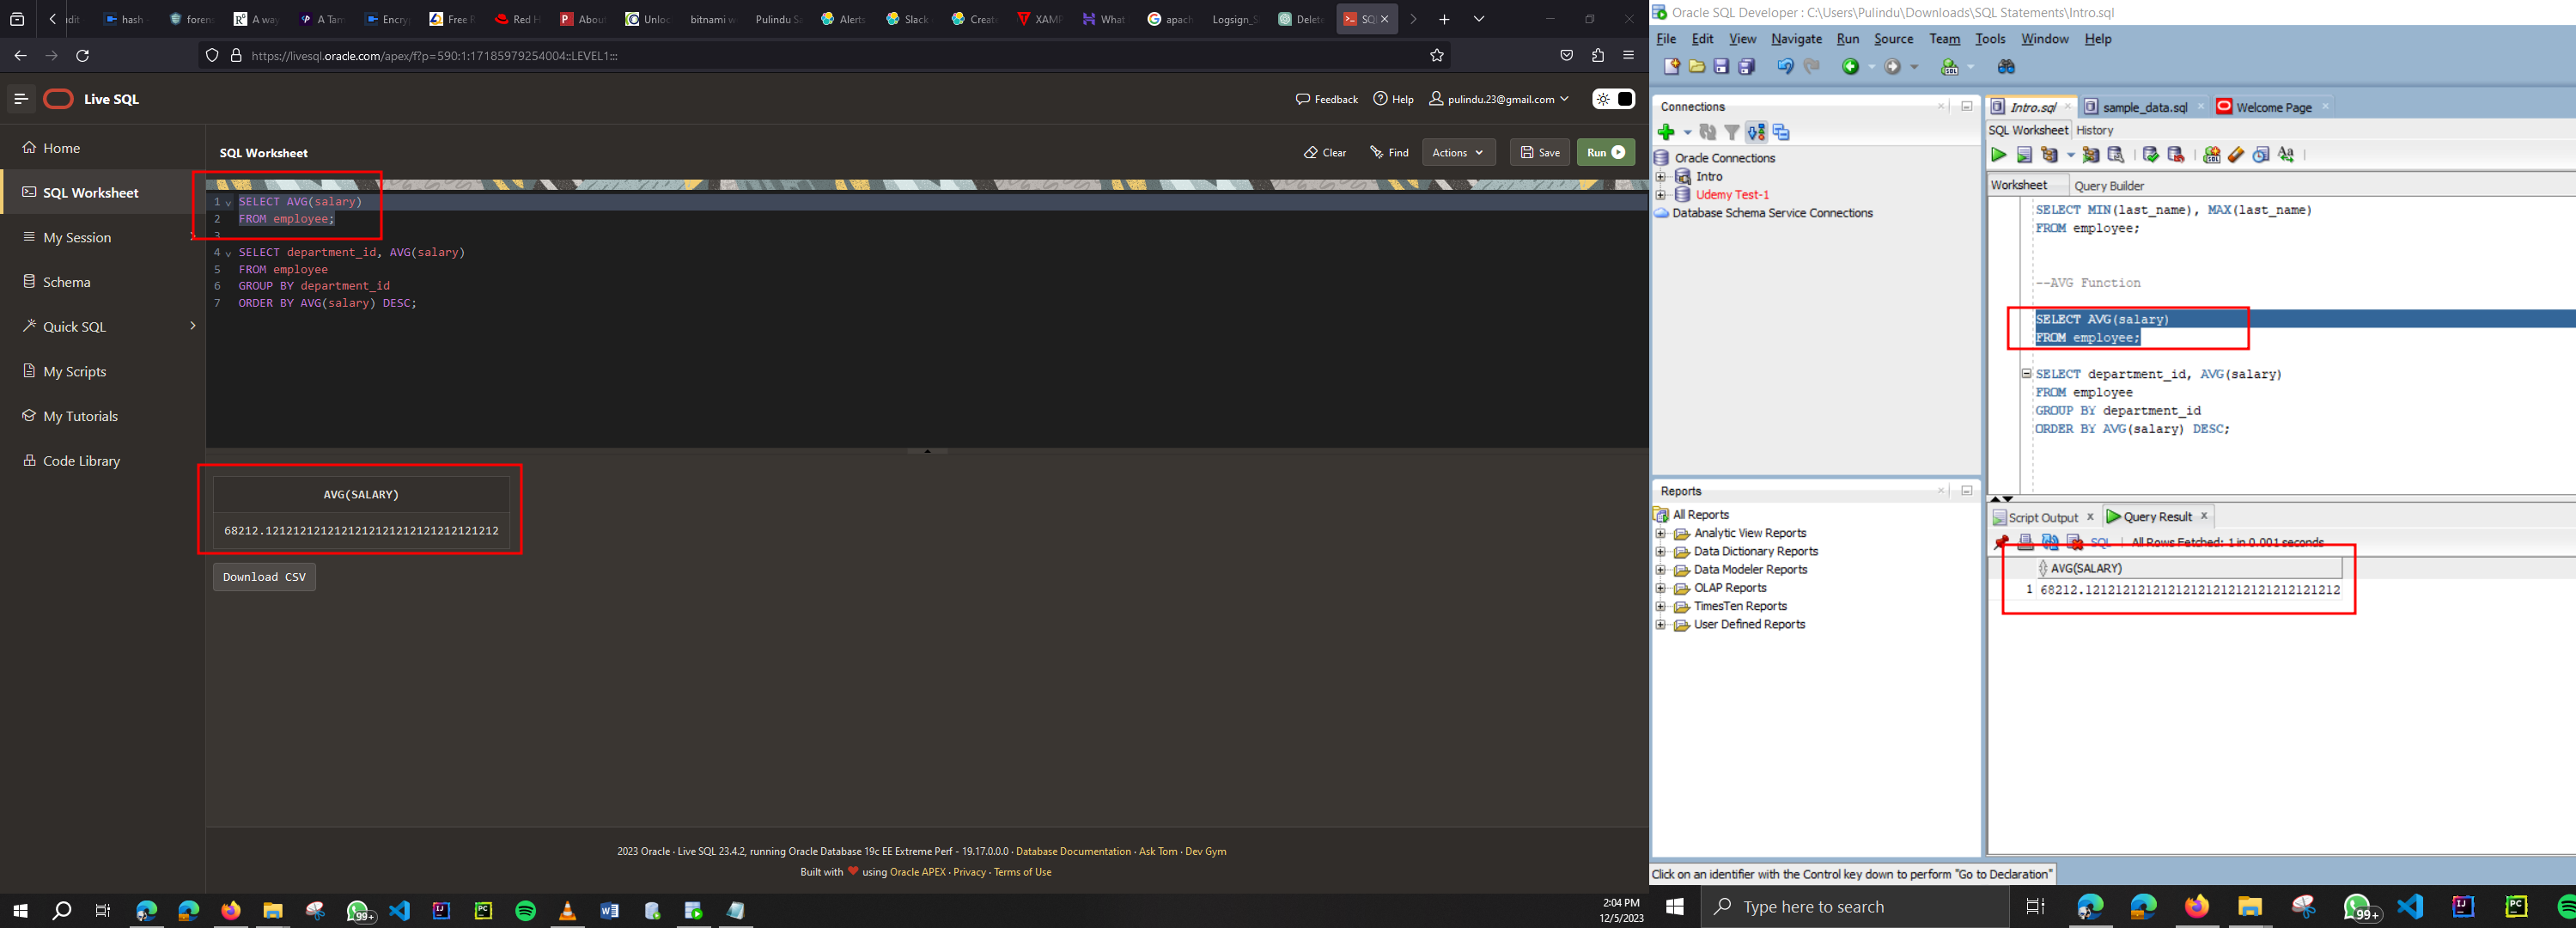 dit
hash
foren
A way
A Tam
Encry
Free R
Red H
About
Unloc
bitnami w
Pulindu Sa
Alerts
Slack
Create
XAMP
What
apach
Logsign_S
Delete
SQL
https://livesql.oracle.com/apex/f?p=590:1:17185979254004::LEVEL1:::
Live SQL
Feedback
Help
pulindu.23@gmail.com
Home
SQL Worksheet
My Session
Schema
Quick SQL
My Scripts
My Tutorials
Code Library
SQL Worksheet
Clear
Find
Actions
Save
Run
1 SELECT AVG(salary)
2 FROM employee;
3
4 SELECT department_id, AVG(salary)
5 FROM employee
6 GROUP BY department_id
7 ORDER BY AVG(salary) DESC;
AVG(SALARY)
68212.1212121212121212121212121212121212
Download CSV
2023 Oracle · Live SQL 23.4.2, running Oracle Database 19c EE Extreme Perf - 19.17.0.0.0 · Database Documentation · Ask Tom · Dev Gym
Built with ❤ using Oracle APEX · Privacy · Terms of Use
99+
2:04 PM
12/5/2023
Oracle SQL Developer : C:\Users\Pulindu\Downloads\SQL Statements\Intro.sql
File Edit View Navigate Run Source Team Tools Window Help
Connections
Oracle Connections
Intro
Udemy Test-1
Database Schema Service Connections
Reports
All Reports
Analytic View Reports
Data Dictionary Reports
Data Modeler Reports
OLAP Reports
TimesTen Reports
User Defined Reports
Intro.sql
sample_data.sql
Welcome Page
SQL Worksheet History
Worksheet Query Builder
SELECT MIN(last_name), MAX(last_name)
FROM employee;
--AVG Function
SELECT AVG(salary)
FROM employee;
SELECT department_id, AVG(salary)
FROM employee
GROUP BY department_id
ORDER BY AVG(salary) DESC;
Script Output
Query Result
SQL | All Rows Fetched: 1 in 0.001 seconds
AVG(SALARY)
1 68212.1212121212121212121212121212121212
Click on an identifier with the Control key down to perform "Go to Declaration"
Type here to search
99+